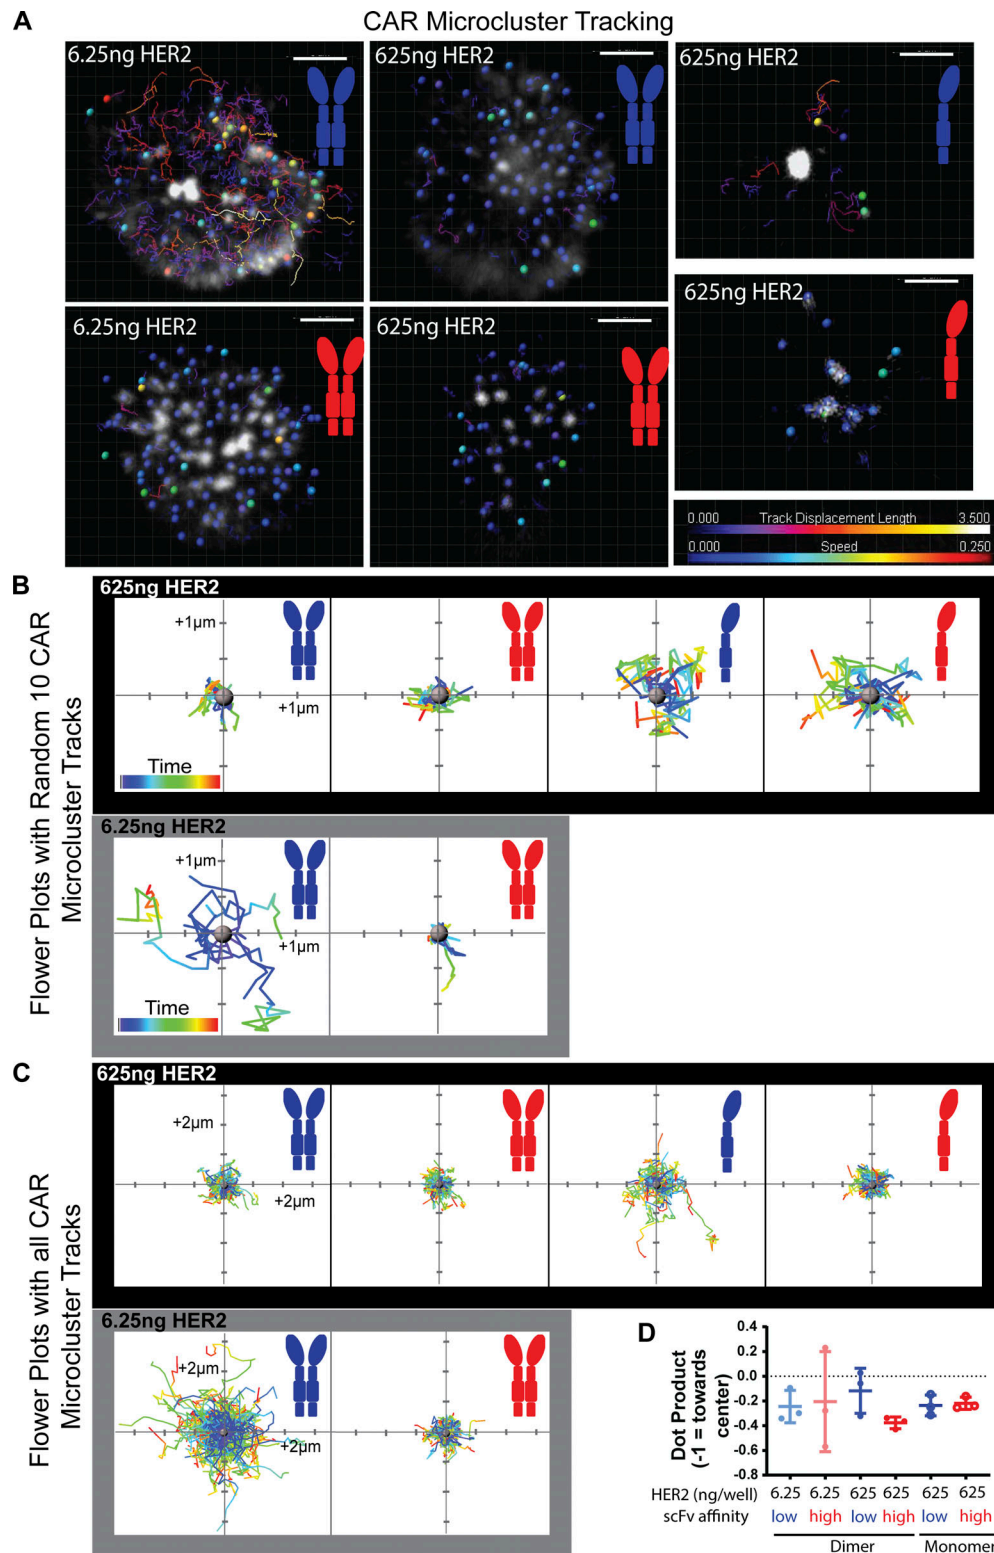 A
CAR Microcluster Tracking
6.25ng HER2
625ng HER2
625ng HER2
6.25ng HER2
625ng HER2
625ng HER2
0.000 Track Displacement Length 3.500
0.000 Speed 0.250
B
Flower Plots with Random 10 CAR
Microcluster Tracks
625ng HER2
+1μm
+1μm
Time
6.25ng HER2
+1μm
+1μm
Time
C
Flower Plots with all CAR
Microcluster Tracks
625ng HER2
+2μm
+2μm
6.25ng HER2
+2μm
+2μm
D
Dot Product
(-1 = towards
center)
0.4
0.2
0.0
-0.2
-0.4
-0.6
-0.8
HER2 (ng/well) 6.25 6.25 625 625 625 625
scFv affinity low high low high low high
Dimer Monomer